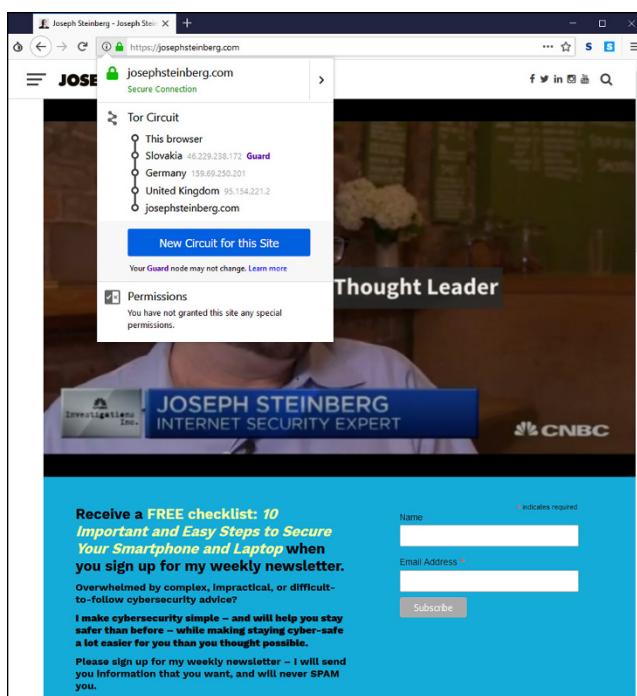 Joseph Steinberg - Joseph Stein
https://josephsteinberg.com
S
S
JOSE
josephsteinberg.com
Secure Connection
Tor Circuit
This browser
Slovakia 46.229.238.172 Guard
Germany 159.69.250.201
United Kingdom 95.154.221.2
josephsteinberg.com
New Circuit for this Site
Your Guard node may not change. Learn more
Permissions
You have not granted this site any special
permissions.
Thought Leader
Investigations
Inc.
JOSEPH STEINBERG
INTERNET SECURITY EXPERT
CNBC
Receive a FREE checklist: 10
Important and Easy Steps to Secure
Your Smartphone and Laptop when
you sign up for my weekly newsletter.
Overwhelmed by complex, impractical, or difficult-
to-follow cybersecurity advice?
I make cybersecurity simple – and will help you stay
safer than before – while making staying cyber-safe
a lot easier for you than you thought possible.
Please sign up for my weekly newsletter – I will send
you information that you want, and will never SPAM
you.
* indicates required
Name
Email Address *
Subscribe